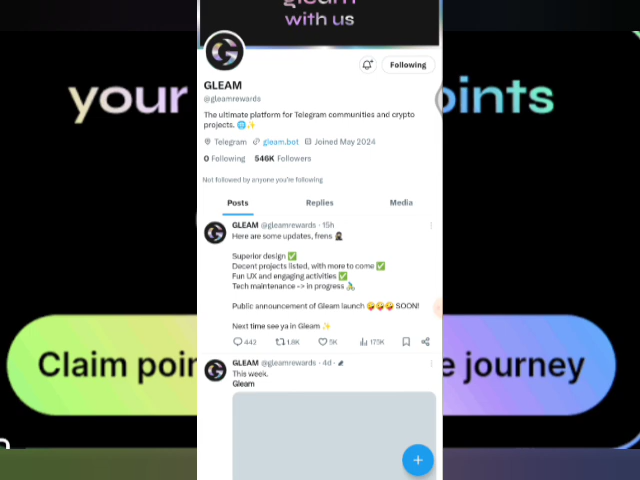 gleam
with us
your
oints
Following
GLEAM
@gleamrewards
The ultimate platform for Telegram communities and crypto
projects. 🌐✨
Telegram gleam.bot Joined May 2024
0 Following 546K Followers
Not followed by anyone you're following
Posts Replies Media
GLEAM @gleamrewards · 15h
Here are some updates, frens 🥷
Superior design ✅
Decent projects listed, with more to come ✅
Fun UX and engaging activities ✅
Tech maintenance -> in progress 🚴
Public announcement of Gleam launch 🤪🤪🤪 SOON!
Next time see ya in Gleam ✨
442 1.8K 5K 175K
Claim poin
e journey
GLEAM @gleamrewards · 4d ·
This week.
Gleam